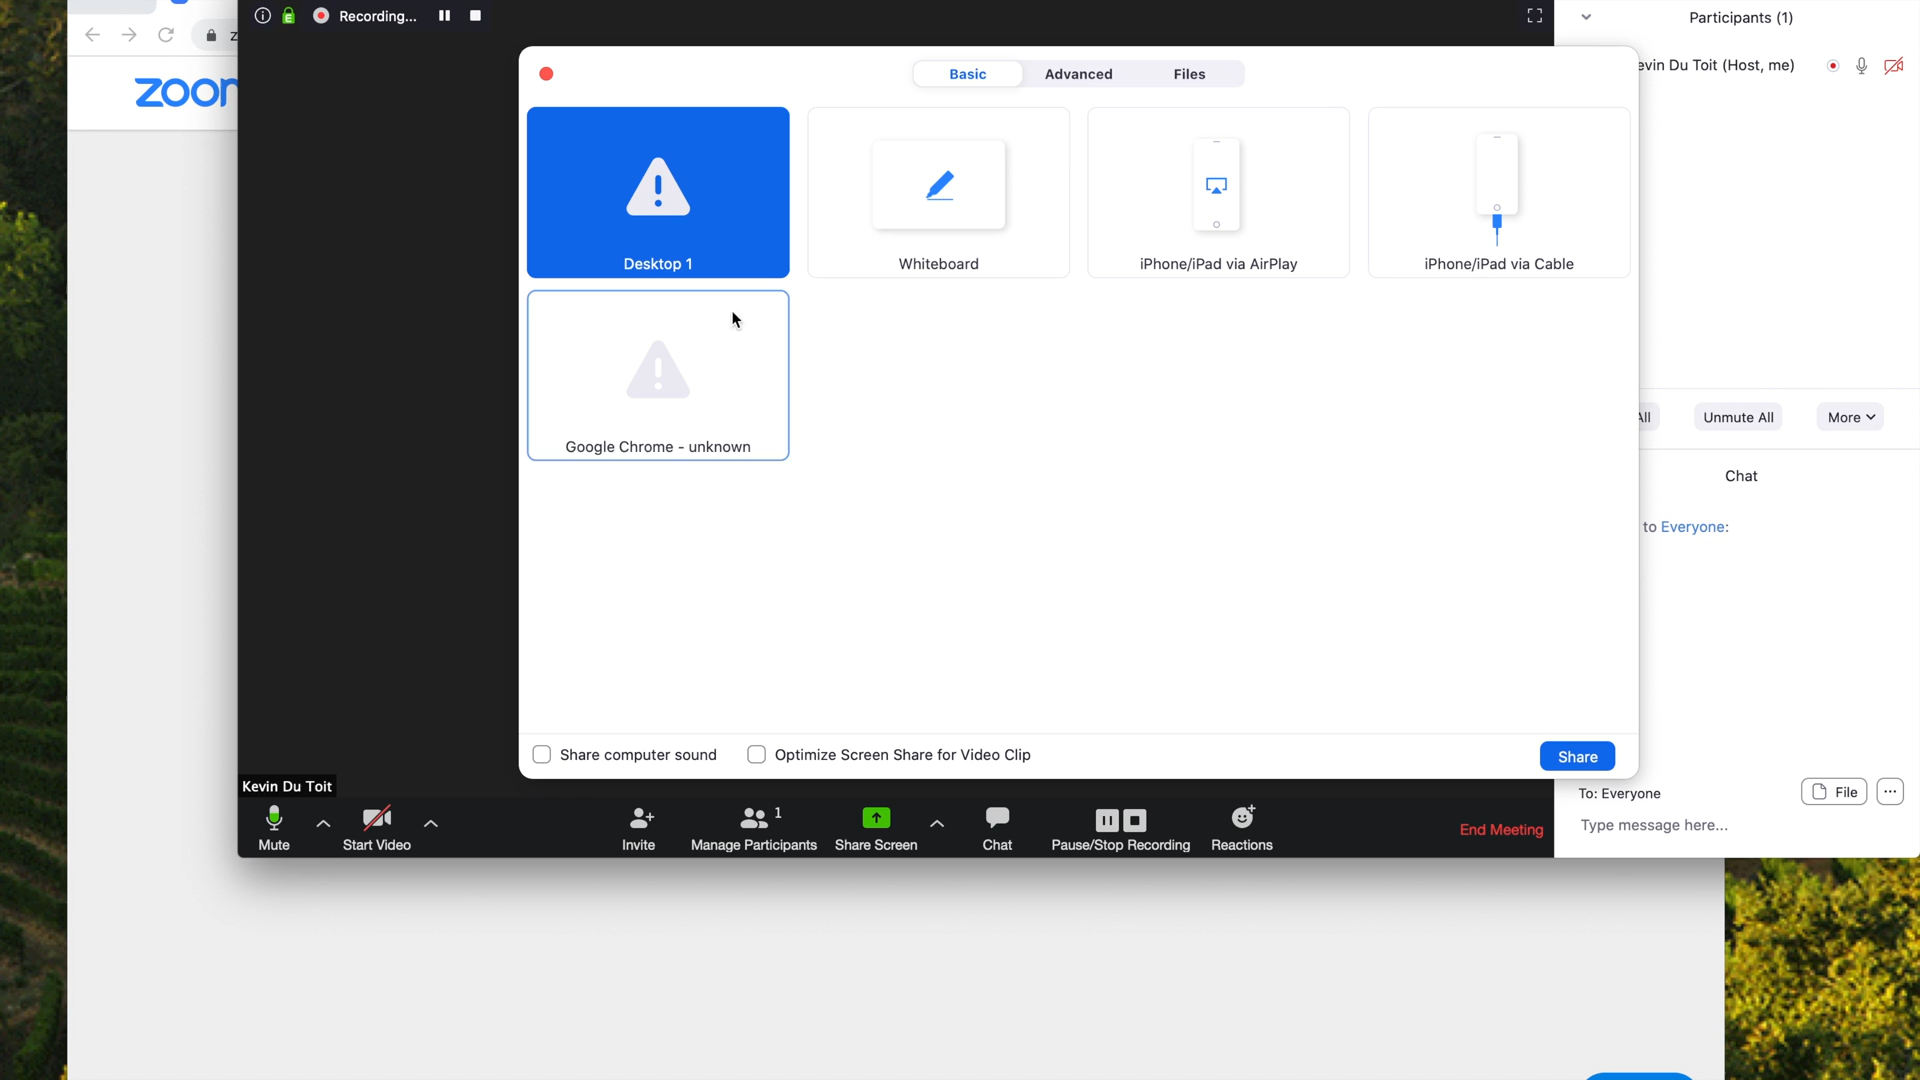 Recording...
Participants (1)
z
zoom
Basic
Advanced
Files
evin Du Toit (Host, me)
Desktop 1
Whiteboard
iPhone/iPad via AirPlay
iPhone/iPad via Cable
Google Chrome - unknown
All
Unmute All
More
Chat
to Everyone:
Share computer sound
Optimize Screen Share for Video Clip
Share
Kevin Du Toit
To: Everyone
File
Type message here...
1
Mute
Start Video
Invite
Manage Participants
Share Screen
Chat
Pause/Stop Recording
Reactions
End Meeting